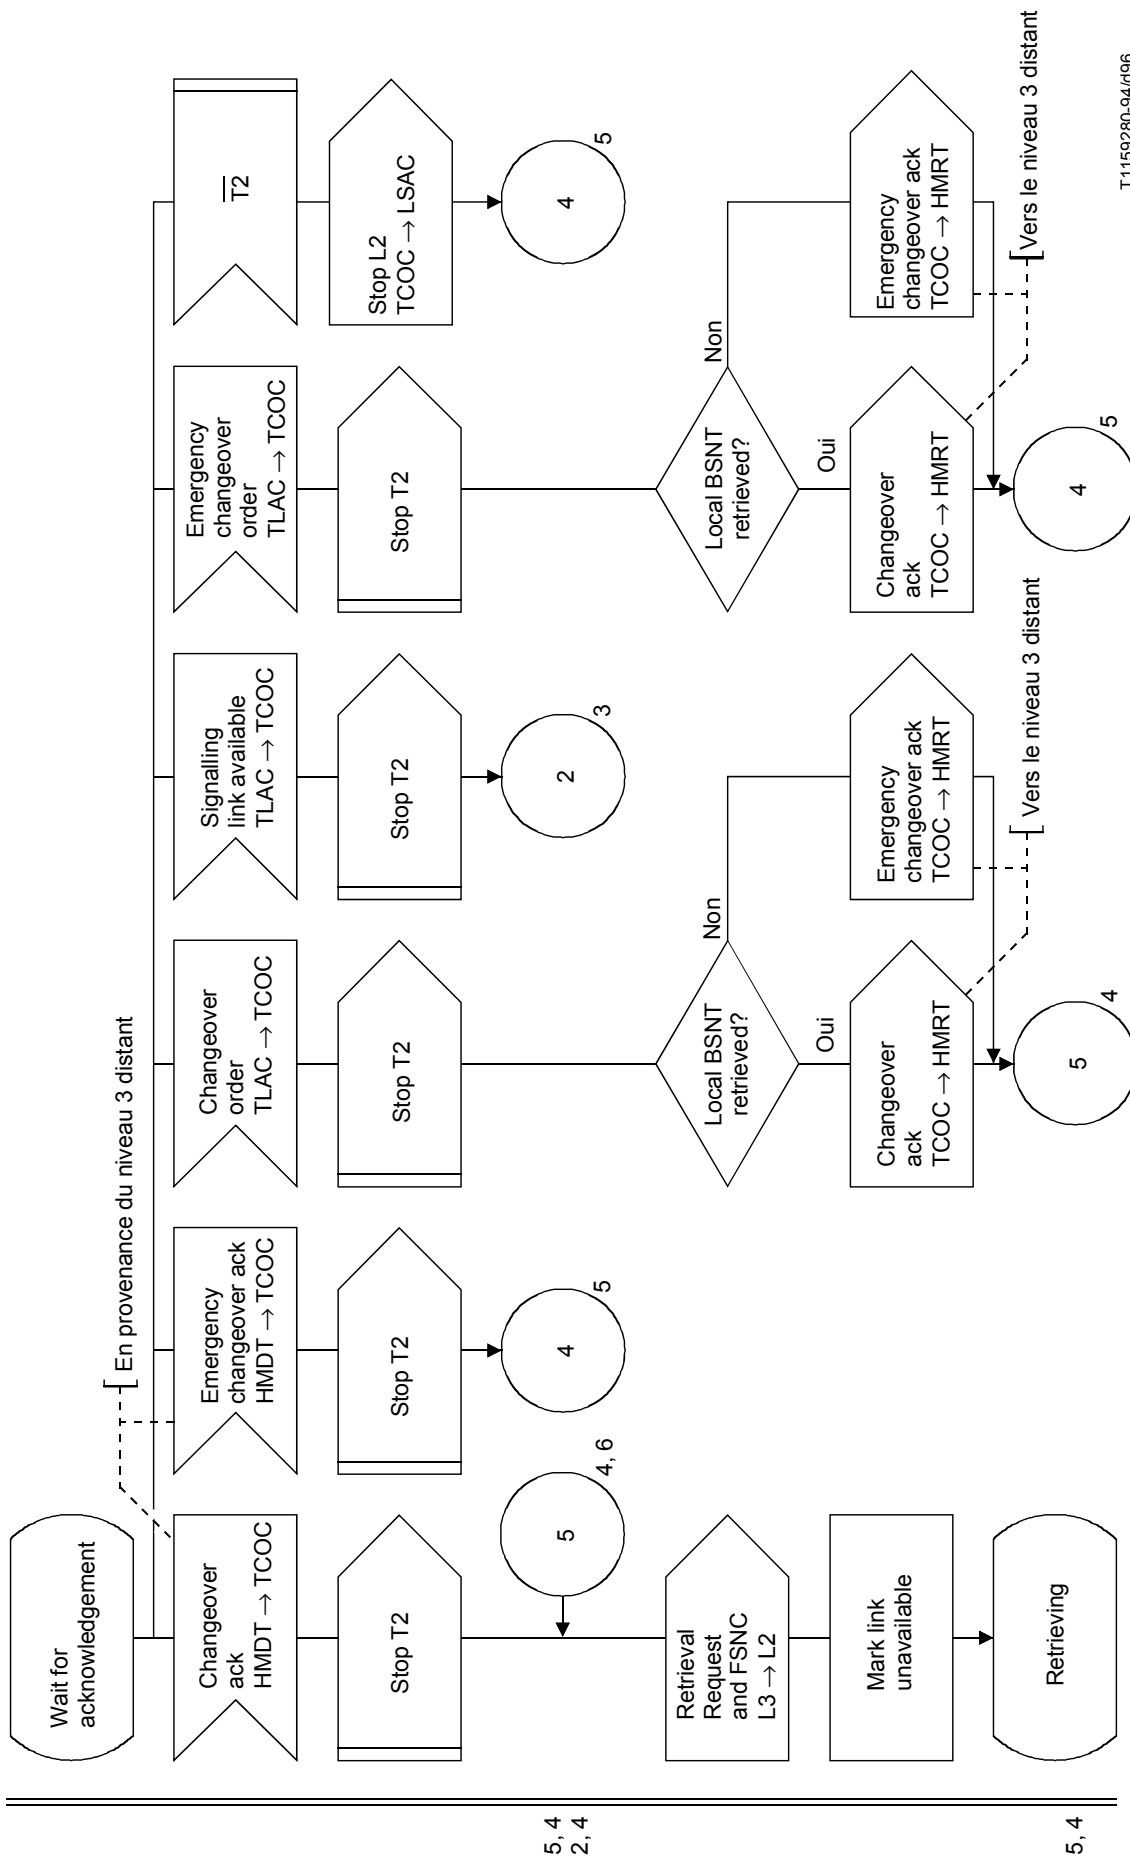 Wait for
acknowledgement
En provenance du niveau 3 distant
Changeover
ack
HMDT → TCOC
Emergency
changeover ack
HMDT → TCOC
Changeover
order
TLAC → TCOC
Signalling
link available
TLAC → TCOC
Emergency
changeover
order
TLAC → TCOC
T2
Stop T2
Stop T2
Stop T2
Stop T2
Stop T2
Stop L2
TCOC → LSAC
5, 4
2, 4
5
4, 6
4
5
2
3
4
5
Retrieval
Request
and FSNC
L3 → L2
Local BSNT
retrieved?
Non
Oui
Local BSNT
retrieved?
Non
Oui
Mark link
unavailable
Changeover
ack
TCOC → HMRT
Emergency
changeover ack
TCOC → HMRT
Changeover
ack
TCOC → HMRT
Emergency
changeover ack
TCOC → HMRT
Vers le niveau 3 distant
Vers le niveau 3 distant
5, 4
Retrieving
5
4
4
5
T1159280-94/d96